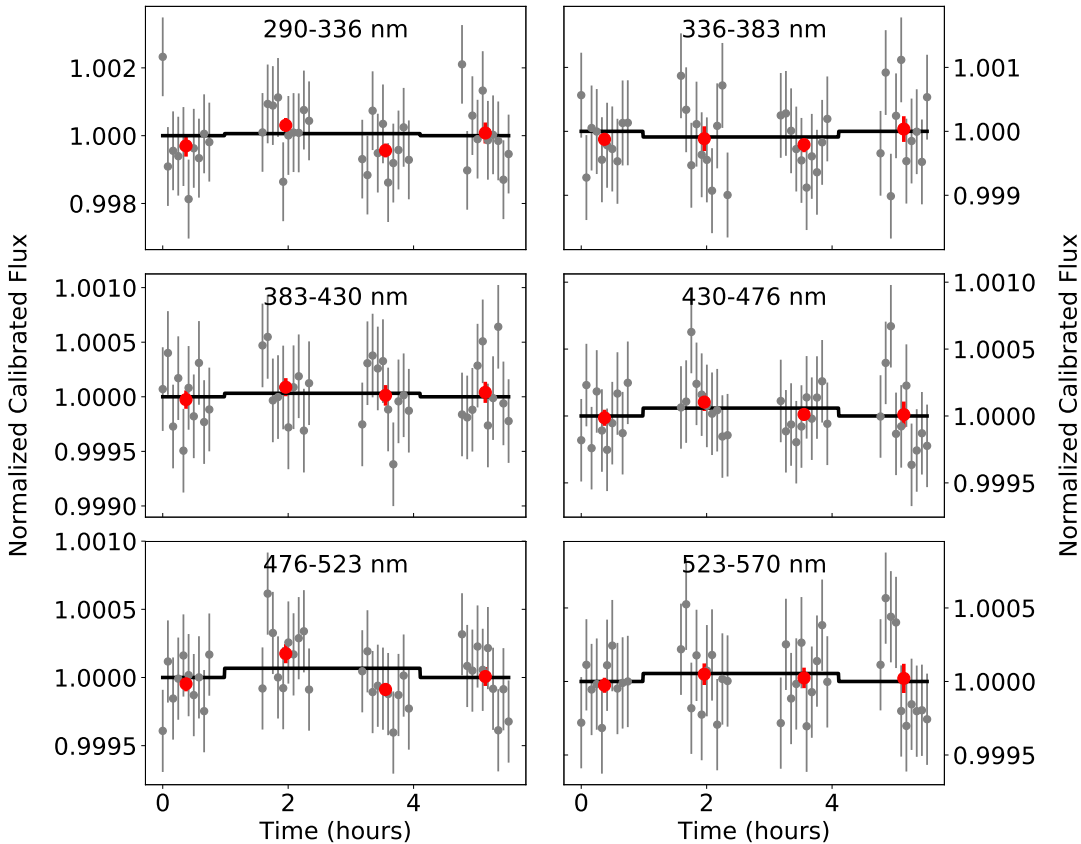 290-336 nm
336-383 nm
1.002
1.000
0.998
1.001
1.000
0.999
383-430 nm
430-476 nm
1.0010
1.0005
1.0000
0.9995
0.9990
1.0010
1.0005
1.0000
0.9995
Normalized Calibrated Flux
Normalized Calibrated Flux
476-523 nm
523-570 nm
1.0010
1.0005
1.0000
0.9995
1.0005
1.0000
0.9995
0 2 4
0 2 4
Time (hours)
Time (hours)